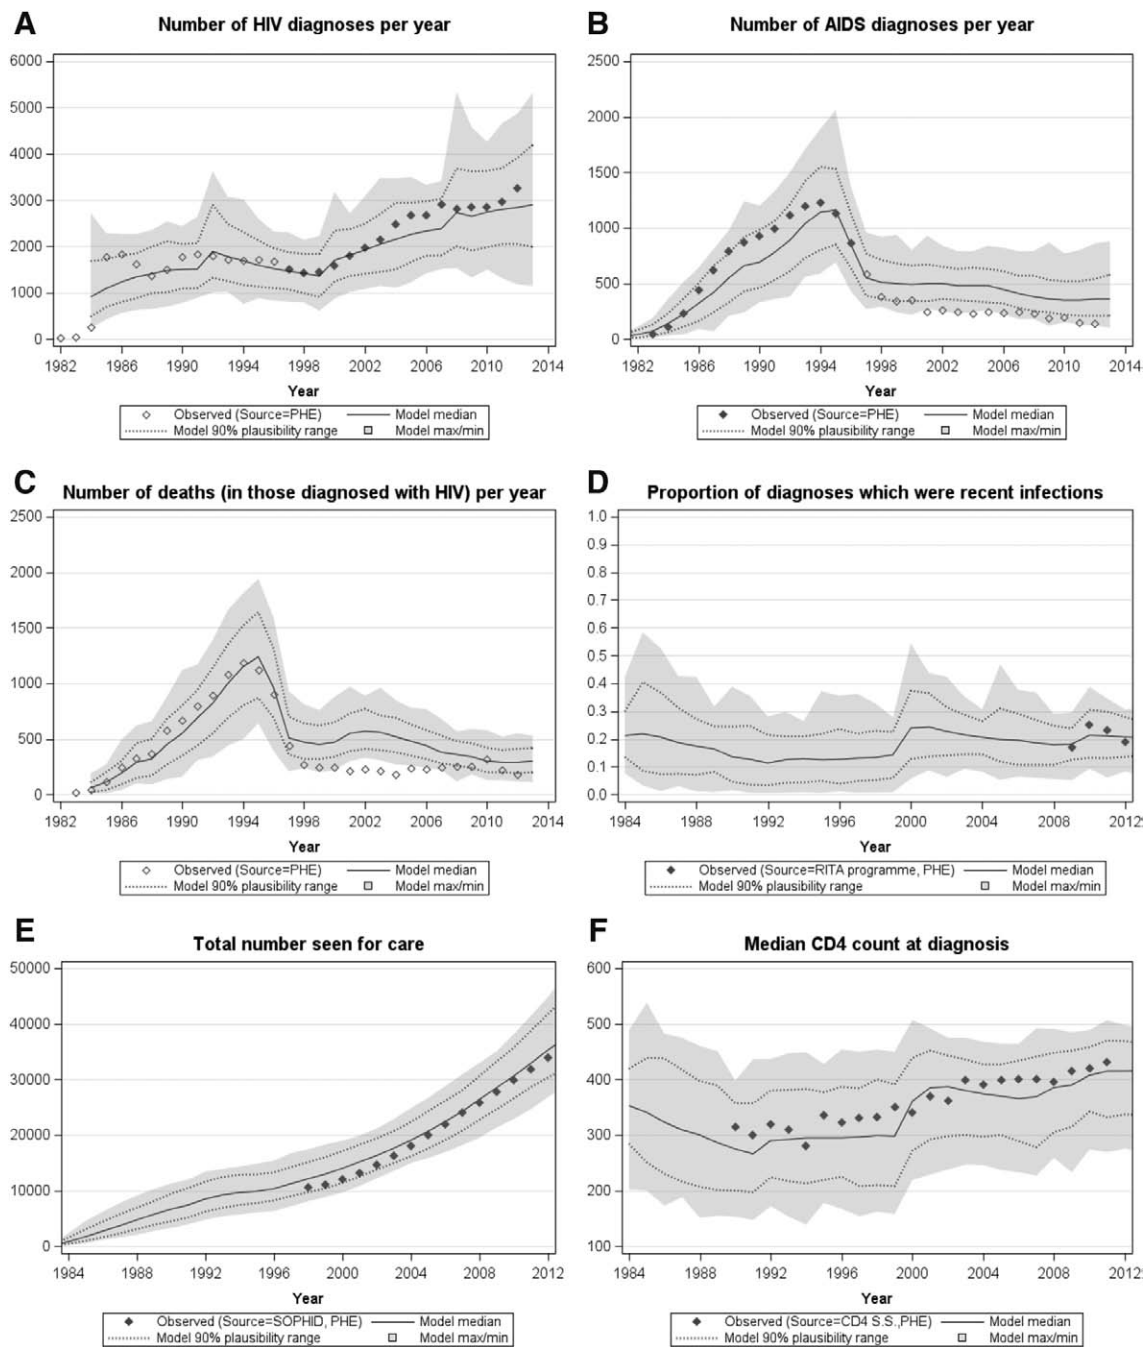 A
Number of HIV diagnoses per year
6000
5000
4000
3000
2000
1000
0
1982 1986 1990 1994 1998 2002 2006 2010 2014
Year
Observed (Source=PHE) Model median
Model 90% plausibility range Model max/min
B
Number of AIDS diagnoses per year
2500
2000
1500
1000
500
0
1982 1986 1990 1994 1998 2002 2006 2010 2014
Year
Observed (Source=PHE) Model median
Model 90% plausibility range Model max/min
C
Number of deaths (in those diagnosed with HIV) per year
2500
2000
1500
1000
500
0
1982 1986 1990 1994 1998 2002 2006 2010 2014
Year
Observed (Source=PHE) Model median
Model 90% plausibility range Model max/min
D
Proportion of diagnoses which were recent infections
1.0
0.9
0.8
0.7
0.6
0.5
0.4
0.3
0.2
0.1
0.0
1984 1988 1992 1996 2000 2004 2008 2012
Year
Observed (Source=RITA programme, PHE) Model median
Model 90% plausibility range Model max/min
E
Total number seen for care
50000
40000
30000
20000
10000
0
1984 1988 1992 1996 2000 2004 2008 2012
Year
Observed (Source=SOPHID, PHE) Model median
Model 90% plausibility range Model max/min
F
Median CD4 count at diagnosis
600
500
400
300
200
100
1984 1988 1992 1996 2000 2004 2008 2012
Year
Observed (Source=CD4 S.S.,PHE) Model median
Model 90% plausibility range Model max/min